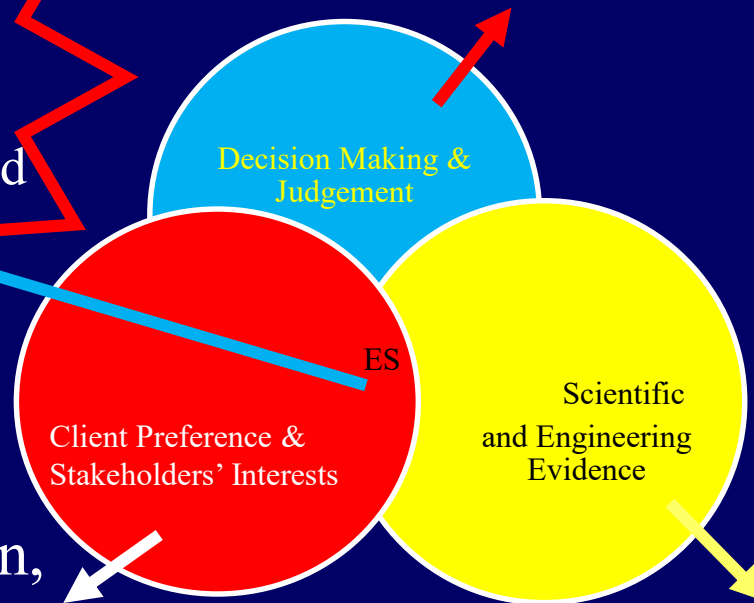 d
Decision Making &
Judgement
ES
Scientific
and Engineering
Evidence
Client Preference &
Stakeholders’ Interests
n,